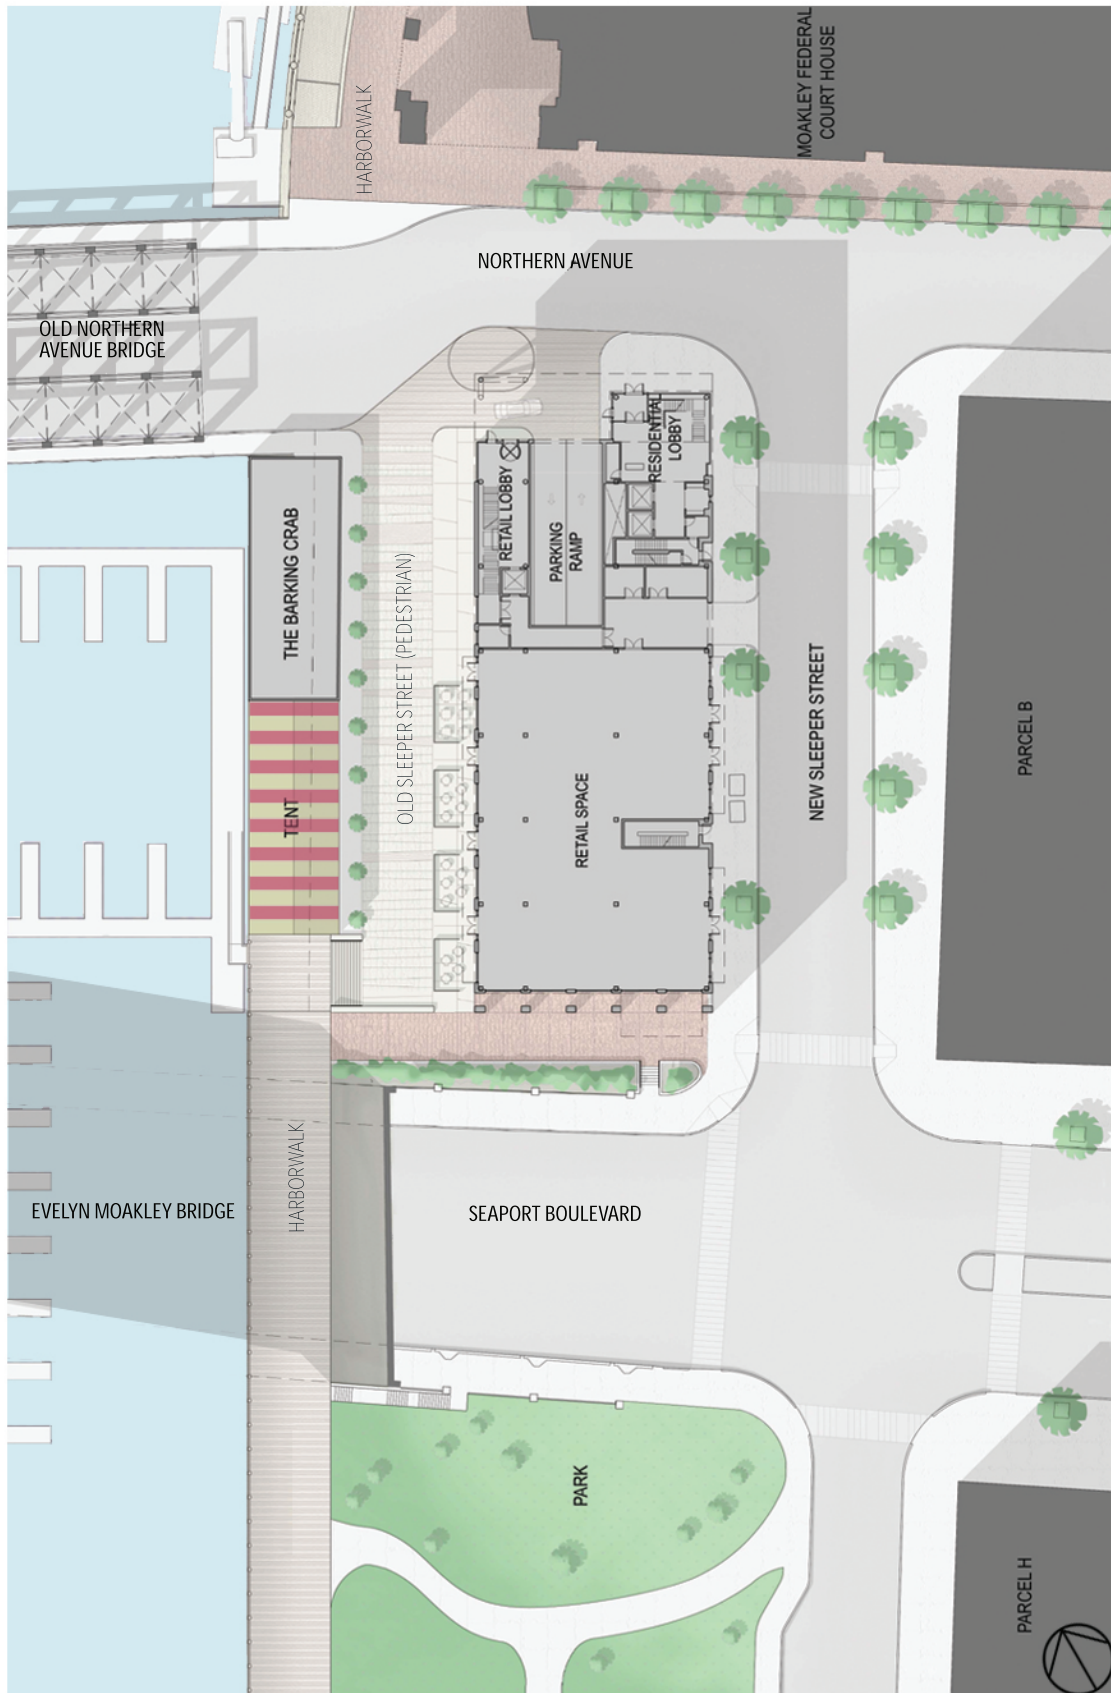 MOAKLEY FEDERAL
COURT HOUSE
HARBORWALK
NORTHERN AVENUE
OLD NORTHERN
AVENUE BRIDGE
RESIDENTIAL
LOBBY
RETAIL LOBBY
PARKING
RAMP
THE BARKING CRAB
OLD SLEEPER STREET (PEDESTRIAN)
NEW SLEEPER STREET
PARCEL B
TENT
RETAIL SPACE
HARBORWALK
EVELYN MOAKLEY BRIDGE
SEAPORT BOULEVARD
PARK
PARCEL H